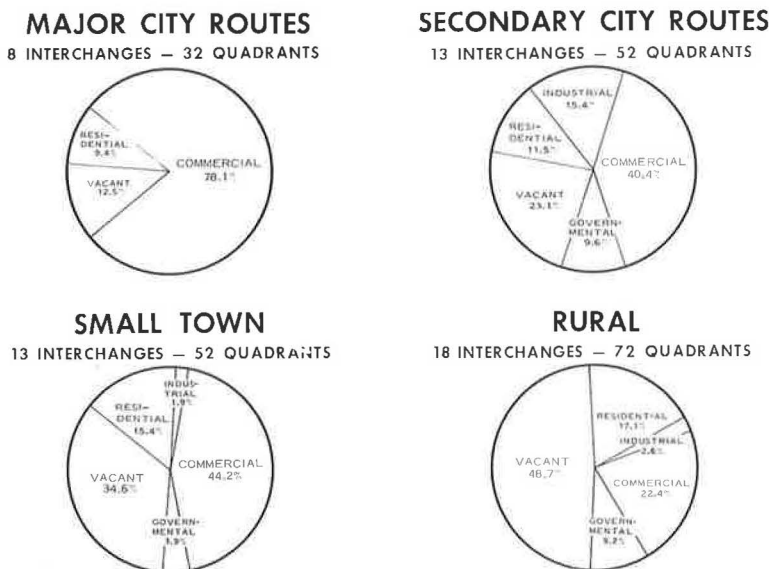 MAJOR CITY ROUTES
8 INTERCHANGES — 32 QUADRANTS
RESI-
DENTIAL
9.4%
COMMERCIAL
78.1%
VACANT
12.5%
SECONDARY CITY ROUTES
13 INTERCHANGES — 52 QUADRANTS
INDUSTRIAL
15.4%
RESI-
DENTIAL
11.5%
COMMERCIAL
40.4%
VACANT
23.1%
GOVERN-
MENTAL
9.6%
SMALL TOWN
13 INTERCHANGES — 52 QUADRANTS
INDUS-
TRIAL
1.9%
RESI-
DENTIAL
15.4%
VACANT
34.6%
COMMERCIAL
44.2%
GOVERN-
MENTAL
3.9%
RURAL
18 INTERCHANGES — 72 QUADRANTS
RESIDENTIAL
17.1%
INDUSTRIAL
2.6%
VACANT
48.7%
COMMERCIAL
22.4%
GOVERN-
MENTAL
9.2%